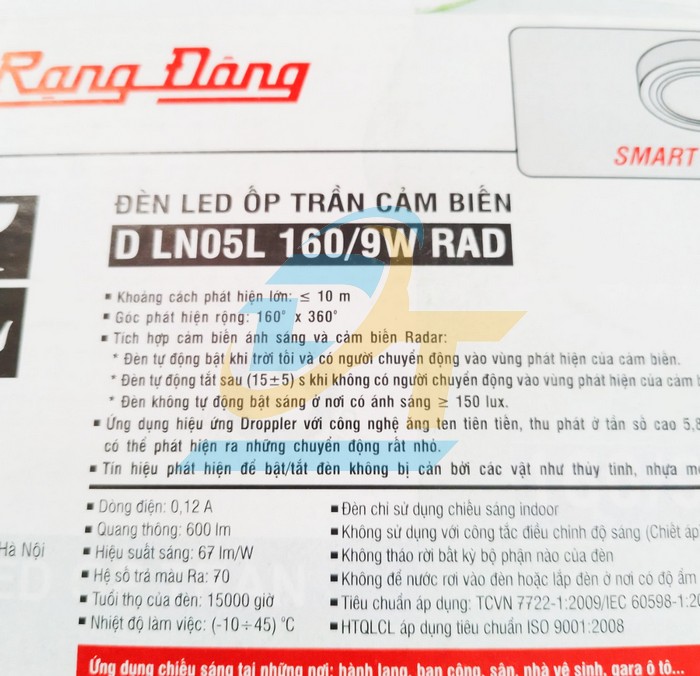 Rạng Đông
SMART
ĐÈN LED ỐP TRẦN CẢM BIẾN
D LN05L 160/9W RAD
▪ Khoảng cách phát hiện lớn: ≤ 10 m
▪ Góc phát hiện rộng: 160° x 360°
▪ Tích hợp cảm biến ánh sáng và cảm biến Radar:
* Đèn tự động bật khi trời tối và có người chuyển động vào vùng phát hiện của cảm biến.
* Đèn tự động tắt sau (15±5) s khi không có người chuyển động vào vùng phát hiện của cảm
* Đèn không tự động bật sáng ở nơi có ánh sáng ≥ 150 lux.
▪ Ứng dụng hiệu ứng Droppler với công nghệ ăng ten tiên tiến, thu phát ở tần số cao 5,8
có thể phát hiện ra những chuyển động rất nhỏ.
▪ Tín hiệu phát hiện để bật/tắt đèn không bị cản bởi các vật như thủy tinh, nhựa
▪ Dòng điện: 0,12 A
▪ Quang thông: 600 lm
▪ Hiệu suất sáng: 67 lm/W
▪ Hệ số trả màu Ra: 70
▪ Tuổi thọ của đèn: 15000 giờ
▪ Nhiệt độ làm việc: (-10÷45) °C
Hà Nội
▪ Đèn chỉ sử dụng chiếu sáng indoor
▪ Không sử dụng với công tắc điều chỉnh độ sáng (Chiết áp
▪ Không tháo rời bất kỳ bộ phận nào của đèn
▪ Không để nước rơi vào đèn hoặc lắp đèn ở nơi có độ ẩm
▪ Tiêu chuẩn áp dụng: TCVN 7722-1:2009/IEC 60598-1:20
▪ HTQLCL áp dụng tiêu chuẩn ISO 9001:2008
Ứng dụng chiếu sáng tại những nơi: hành lang, ban công, sân, nhà vệ sinh, gara ô tô...